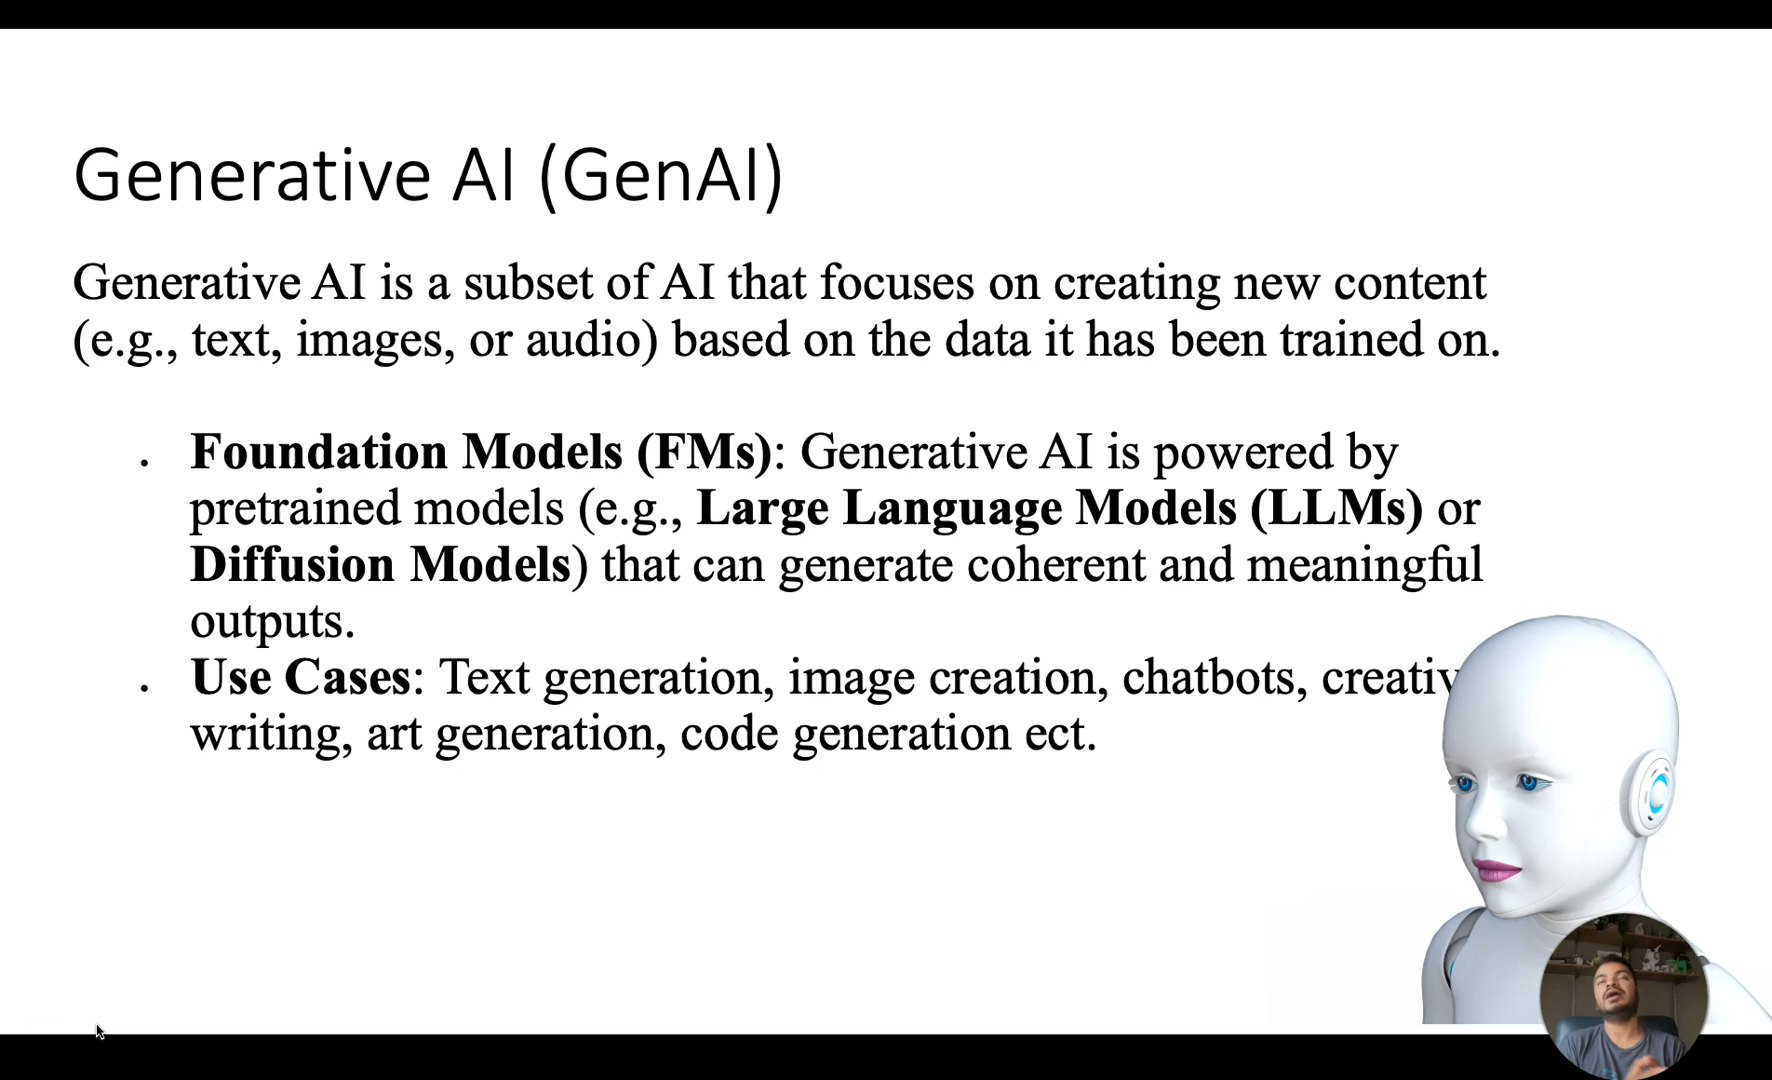 Generative AI (GenAI)
Generative AI is a subset of AI that focuses on creating new content
(e.g., text, images, or audio) based on the data it has been trained on.
. Foundation Models (FMs): Generative AI is powered by
pretrained models (e.g., Large Language Models (LLMs) or
Diffusion Models) that can generate coherent and meaningful
outputs.
. Use Cases: Text generation, image creation, chatbots, creativ
writing, art generation, code generation ect.